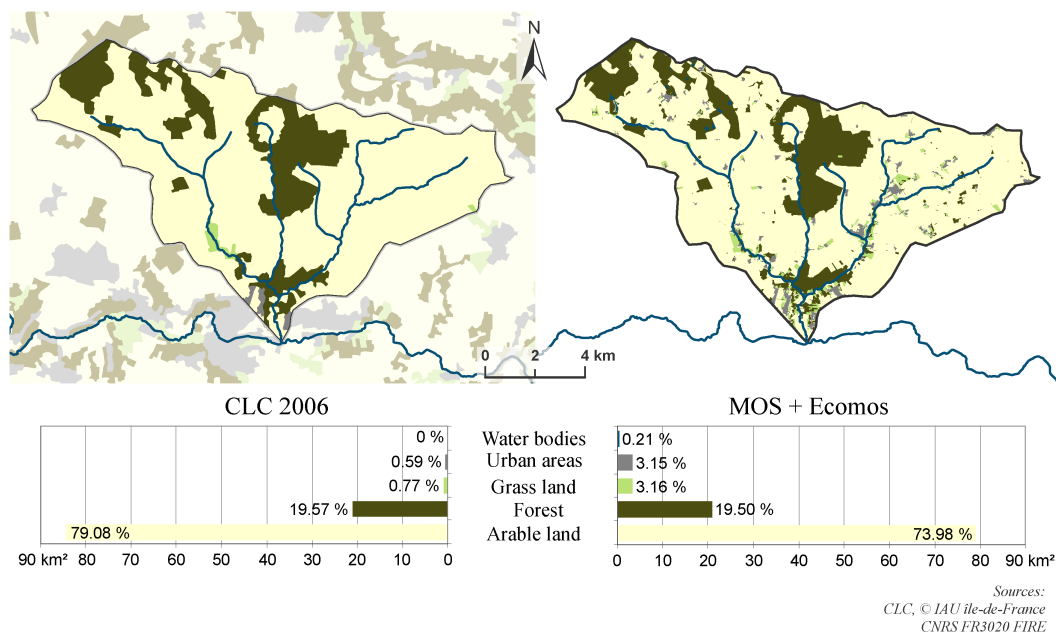 N
0 2 4 km
CLC 2006
MOS + Ecomos
0 % Water bodies 0.21 %
0.59 % Urban areas 3.15 %
0.77 % Grass land 3.16 %
19.57 % Forest 19.50 %
79.08 % Arable land 73.98 %
90 km² 80 70 60 50 40 30 20 10 0
0 10 20 30 40 50 60 70 80 90 km²
Sources:
CLC, © IAU île-de-France
CNRS FR3020 FIRE